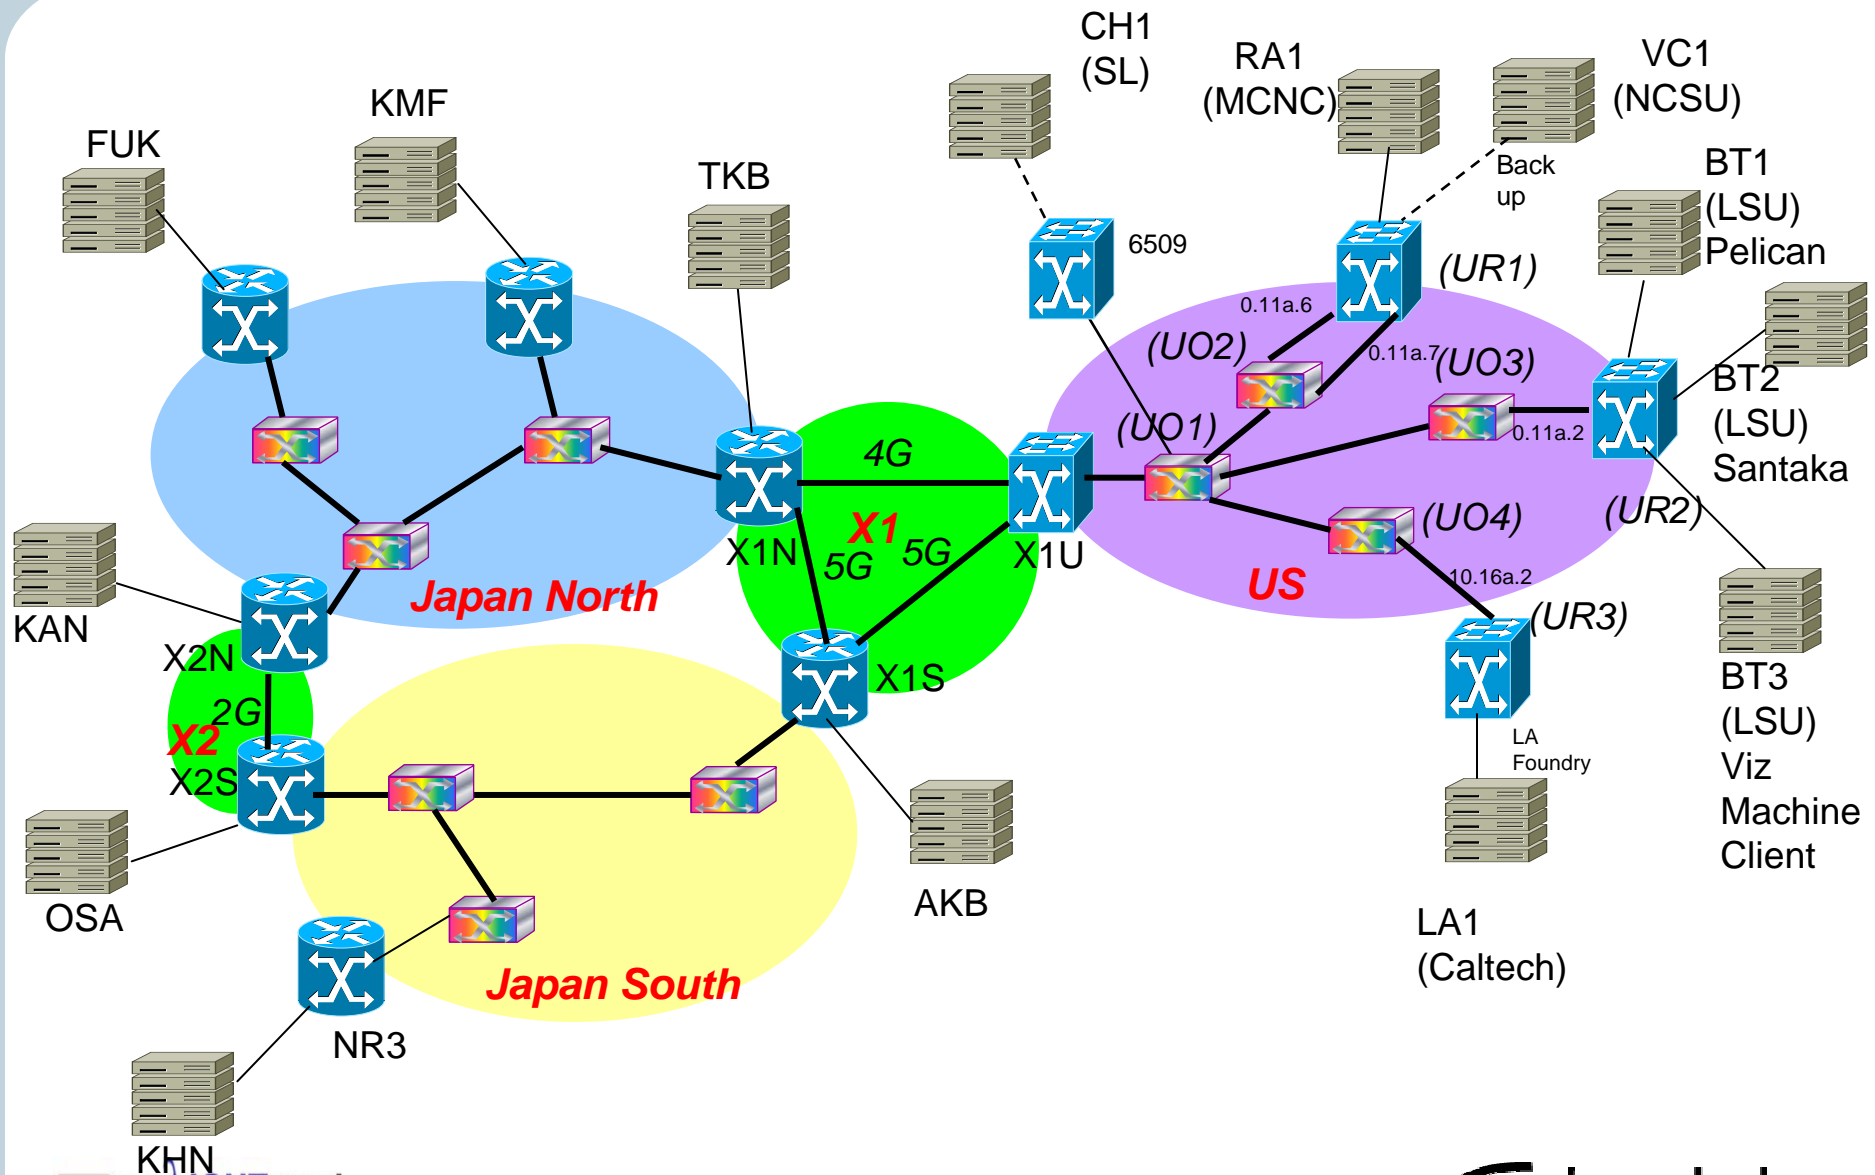 CH1
(SL)
RA1
(MCNC)
VC1
(NCSU)
KMF
FUK
TKB
Back
up
BT1
(LSU)
Pelican
6509
(UR1)
0.11a.6
(UO2)
0.11a.7
(UO3)
BT2
(LSU)
Santaka
(UO1)
0.11a.2
4G
X1
X1N
5G
5G
X1U
(UO4)
(UR2)
Japan North
US
10.16a.2
(UR3)
KAN
X2N
X1S
2G
X2
X2S
LA
Foundry
BT3
(LSU)
Viz
Machine
Client
OSA
AKB
LA1
(Caltech)
Japan South
NR3
KHN